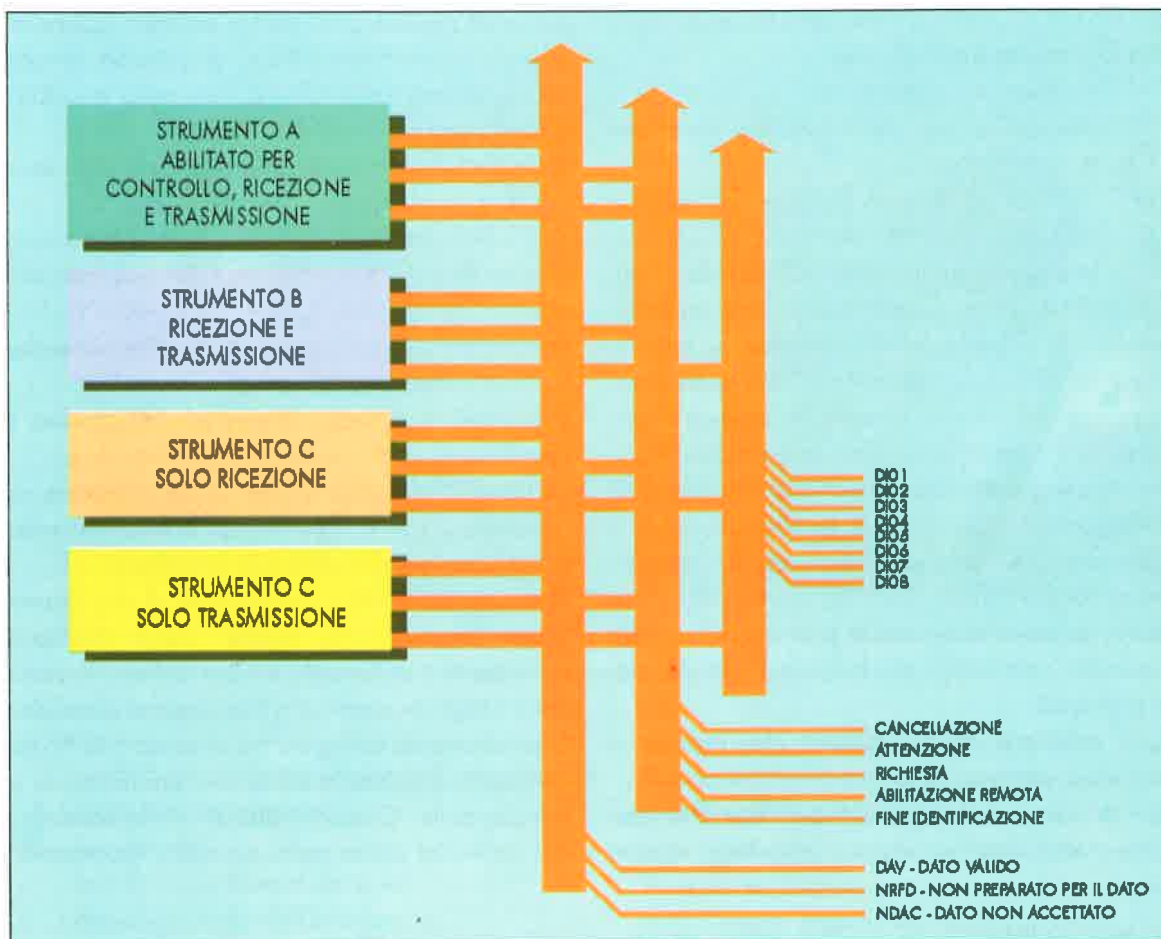 STRUMENTO A
ABILITATO PER
CONTROLLO, RICEZIONE
E TRASMISSIONE
STRUMENTO B
RICEZIONE E
TRASMISSIONE
STRUMENTO C
SOLO RICEZIONE
STRUMENTO C
SOLO TRASMISSIONE
DIO1
DIO2
DIO3
DIO4
DIO5
DIO6
DIO7
DIO8
CANCELLAZIONE
ATTENZIONE
RICHIESTA
ABILITAZIONE REMOTA
FINE IDENTIFICAZIONE
DAV - DATO VALIDO
NRFD - NON PREPARATO PER IL DATO
NDAC - DATO NON ACCETTATO